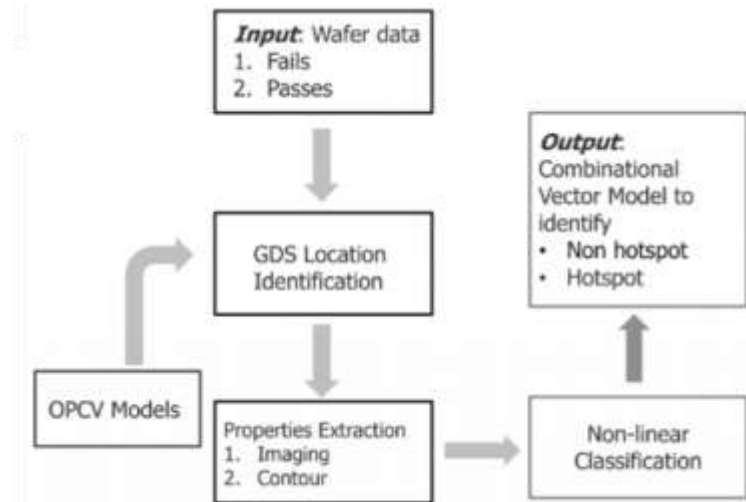 Input: Wafer data
1. Fails
2. Passes
GDS Location
Identification
OPCV Models
Properties Extraction
1. Imaging
2. Contour
Non-linear
Classification
Output:
Combinational
Vector Model to
identify
• Non hotspot
• Hotspot